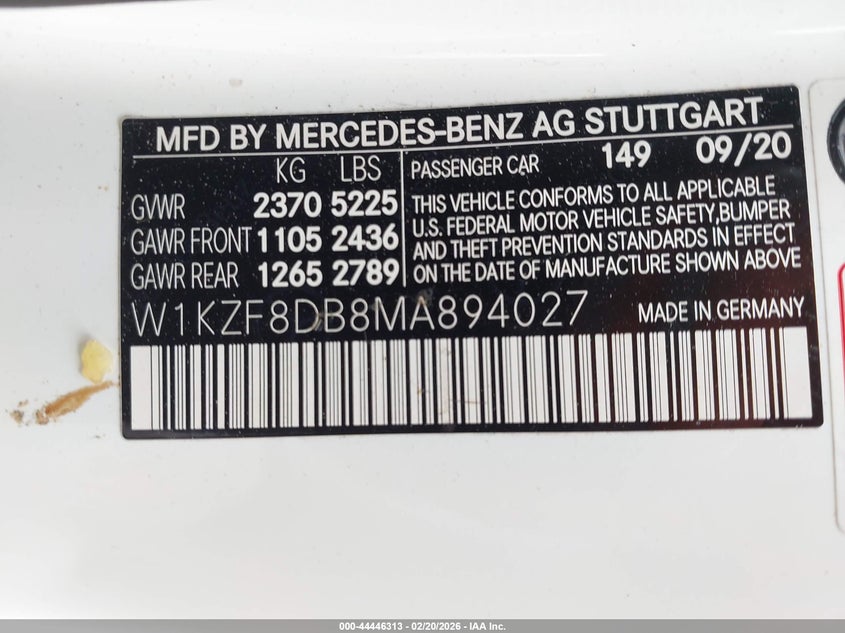 MFD BY MERCEDES-BENZ AG STUTTGART
KG LBS
GVWR 2370 5225
GAWR FRONT 1105 2436
GAWR REAR 1265 2789
PASSENGER CAR 149 09/20
THIS VEHICLE CONFORMS TO ALL APPLICABLE
U.S. FEDERAL MOTOR VEHICLE SAFETY,BUMPER
AND THEFT PREVENTION STANDARDS IN EFFECT
ON THE DATE OF MANUFACTURE SHOWN ABOVE
W1KZF8DB8MA894027 MADE IN GERMANY
000-44446313 - 02/20/2026 - IAA Inc.